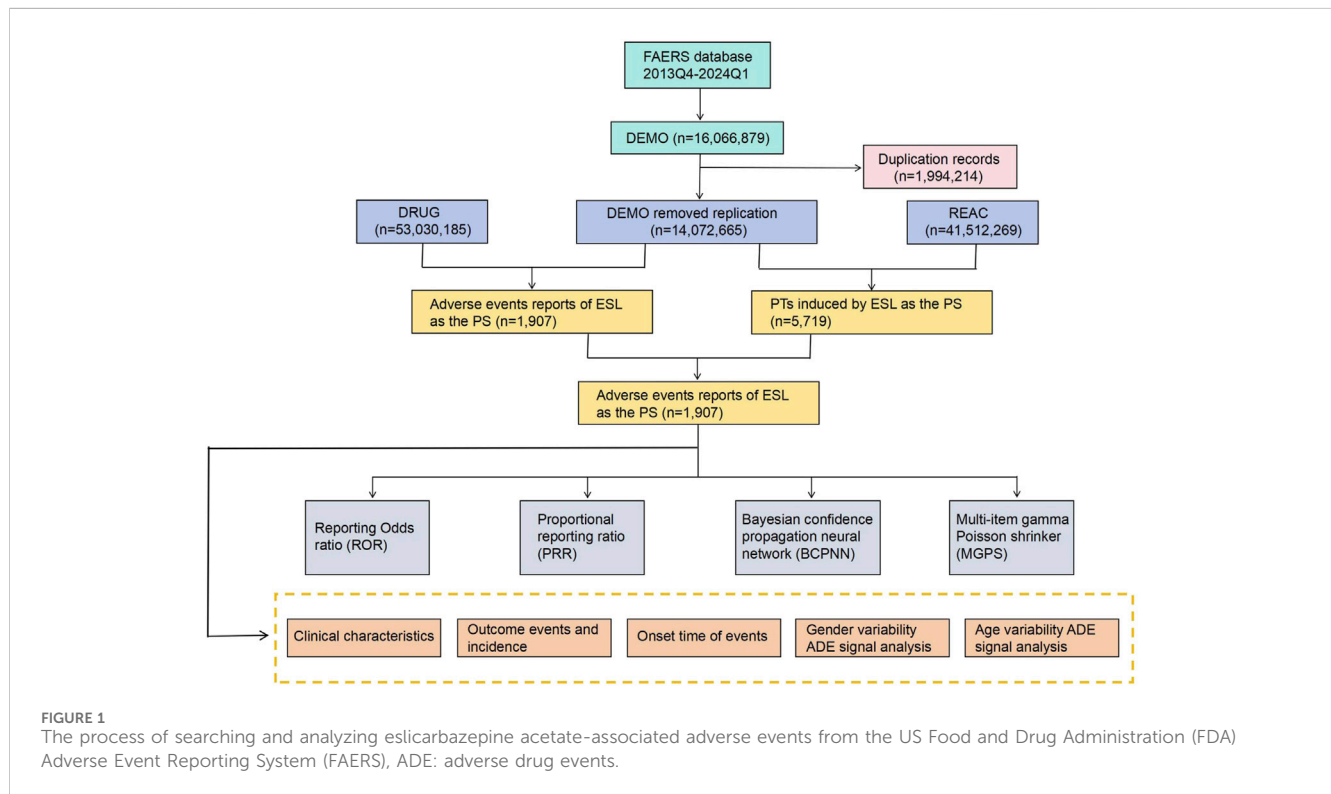 FAERS database
2013Q4-2024Q1
DEMO (n=16,066,879)
Duplication records
(n=1,994,214)
DRUG
(n=53,030,185)
DEMO removed replication
(n=14,072,665)
REAC
(n=41,512,269)
Adverse events reports of ESL
as the PS (n=1,907)
PTs induced by ESL as the PS
(n=5,719)
Adverse events reports of ESL
as the PS (n=1,907)
Reporting Odds
ratio (ROR)
Proportional
reporting ratio
(PRR)
Bayesian confidence
propagation neural
network (BCPNN)
Multi-item gamma
Poisson shrinker
(MGPS)
Clinical characteristics
Outcome events and
incidence
Onset time of events
Gender variability
ADE signal analysis
Age variability ADE
signal analysis
FIGURE 1
The process of searching and analyzing eslicarbazepine acetate-associated adverse events from the US Food and Drug Administration (FDA)
Adverse Event Reporting System (FAERS), ADE: adverse drug events.